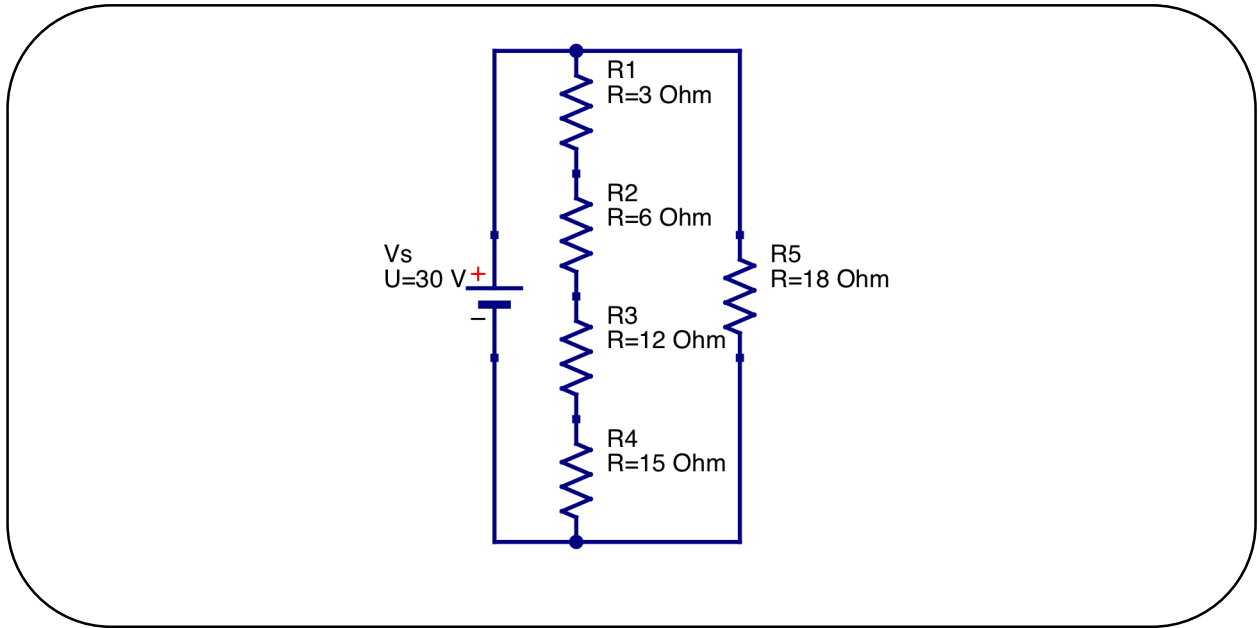 R1
R=3 Ohm
R2
R=6 Ohm
Vs
U=30 V
+
−
R5
R=18 Ohm
R3
R=12 Ohm
R4
R=15 Ohm